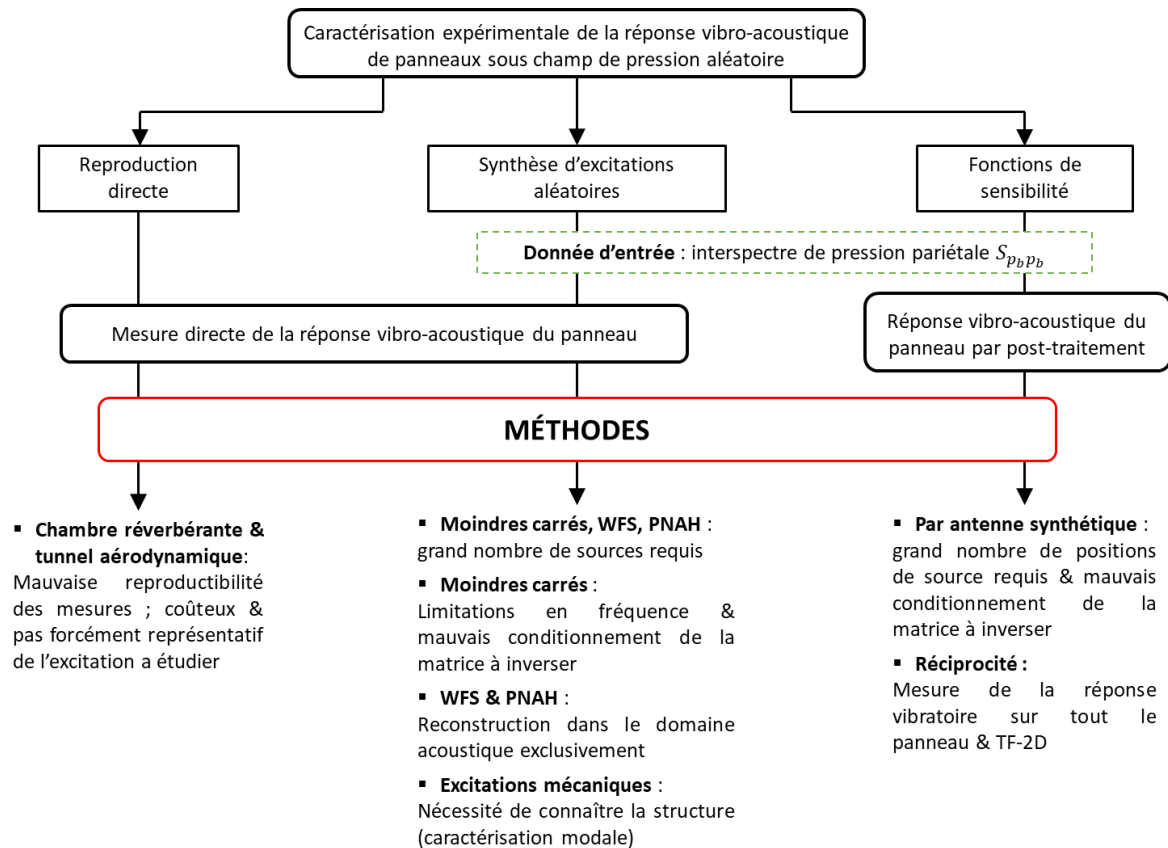 Caractérisation expérimentale de la réponse vibro-acoustique
de panneaux sous champ de pression aléatoire
Reproduction
directe
Synthèse d'excitations
aléatoires
Fonctions de
sensibilité
Donnée d'entrée : interspectre de pression pariétale S_{p_b p_b}
Mesure directe de la réponse vibro-acoustique du panneau
Réponse vibro-acoustique du
panneau par post-traitement
MÉTHODES
▪ Chambre réverbérante &
tunnel aérodynamique:
Mauvaise reproductibilité
des mesures ; coûteux &
pas forcément représentatif
de l'excitation a étudier
▪ Moindres carrés, WFS, PNAH :
grand nombre de sources requis
▪ Moindres carrés :
Limitations en fréquence &
mauvais conditionnement de la
matrice à inverser
▪ WFS & PNAH :
Reconstruction dans le domaine
acoustique exclusivement
▪ Excitations mécaniques :
Nécessité de connaître la structure
(caractérisation modale)
▪ Par antenne synthétique :
grand nombre de positions
de source requis & mauvais
conditionnement de la
matrice à inverser
▪ Réciprocité :
Mesure de la réponse
vibratoire sur tout le
panneau & TF-2D